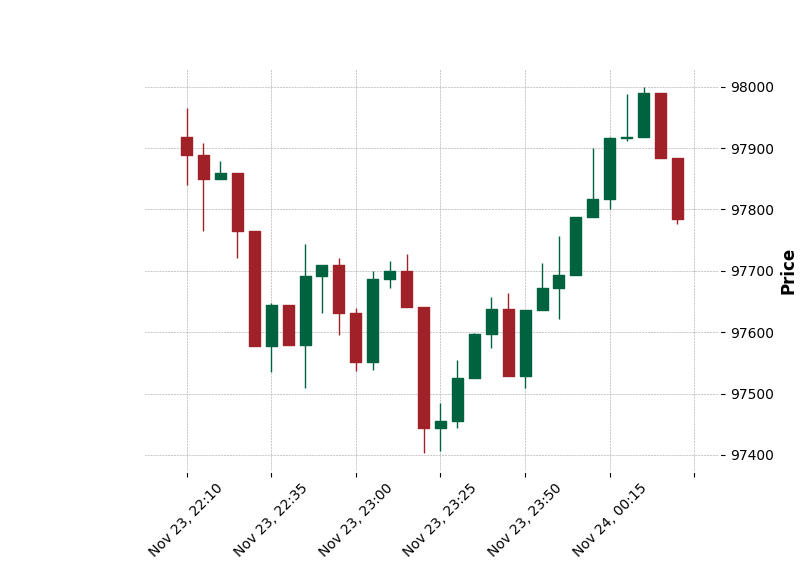 98000
97900
97800
97700
97600
97500
97400
Price
Nov 23, 22:10
Nov 23, 22:35
Nov 23, 23:00
Nov 23, 23:25
Nov 23, 23:50
Nov 24, 00:15